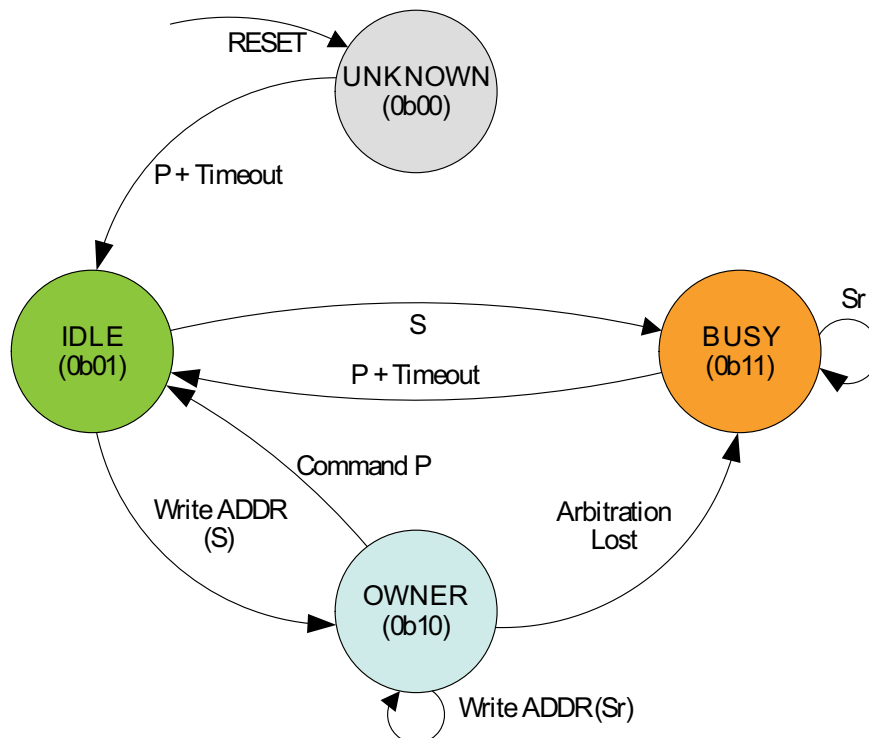 RESET
UNKNOWN
(0b00)
P + Timeout
IDLE
(0b01)
S
BUSY
(0b11)
Sr
P + Timeout
Command P
Write ADDR
(S)
Arbitration
Lost
OWNER
(0b10)
Write ADDR(Sr)